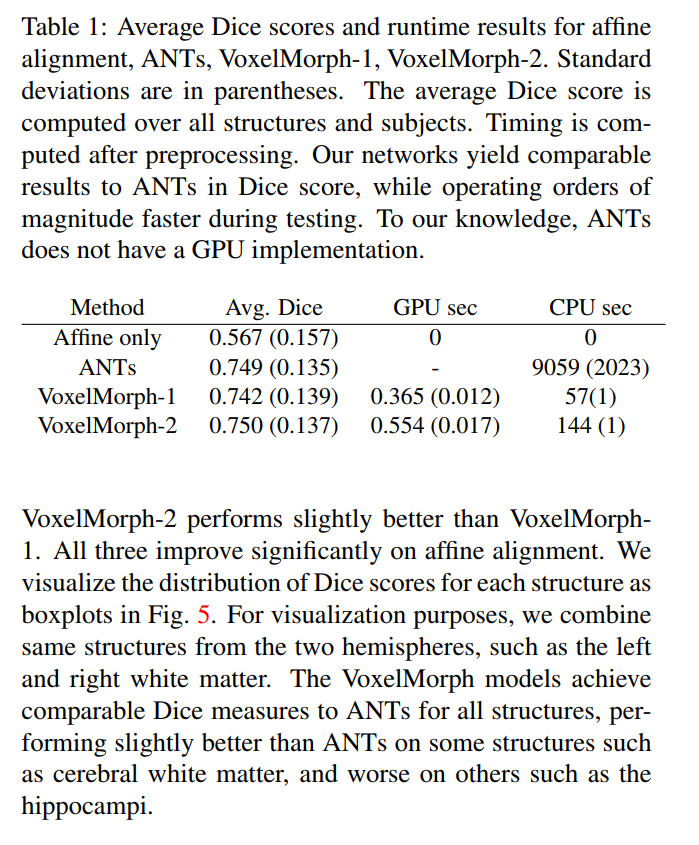 Table 1: Average Dice scores and runtime results for affine
alignment, ANTs, VoxelMorph-1, VoxelMorph-2. Standard
deviations are in parentheses. The average Dice score is
computed over all structures and subjects. Timing is com-
puted after preprocessing. Our networks yield comparable
results to ANTs in Dice score, while operating orders of
magnitude faster during testing. To our knowledge, ANTs
does not have a GPU implementation.
Method Avg. Dice GPU sec CPU sec
Affine only 0.567 (0.157) 0 0
ANTs 0.749 (0.135) - 9059 (2023)
VoxelMorph-1 0.742 (0.139) 0.365 (0.012) 57(1)
VoxelMorph-2 0.750 (0.137) 0.554 (0.017) 144 (1)
VoxelMorph-2 performs slightly better than VoxelMorph-
1. All three improve significantly on affine alignment. We
visualize the distribution of Dice scores for each structure as
boxplots in Fig. 5. For visualization purposes, we combine
same structures from the two hemispheres, such as the left
and right white matter. The VoxelMorph models achieve
comparable Dice measures to ANTs for all structures, per-
forming slightly better than ANTs on some structures such
as cerebral white matter, and worse on others such as the
hippocampi.